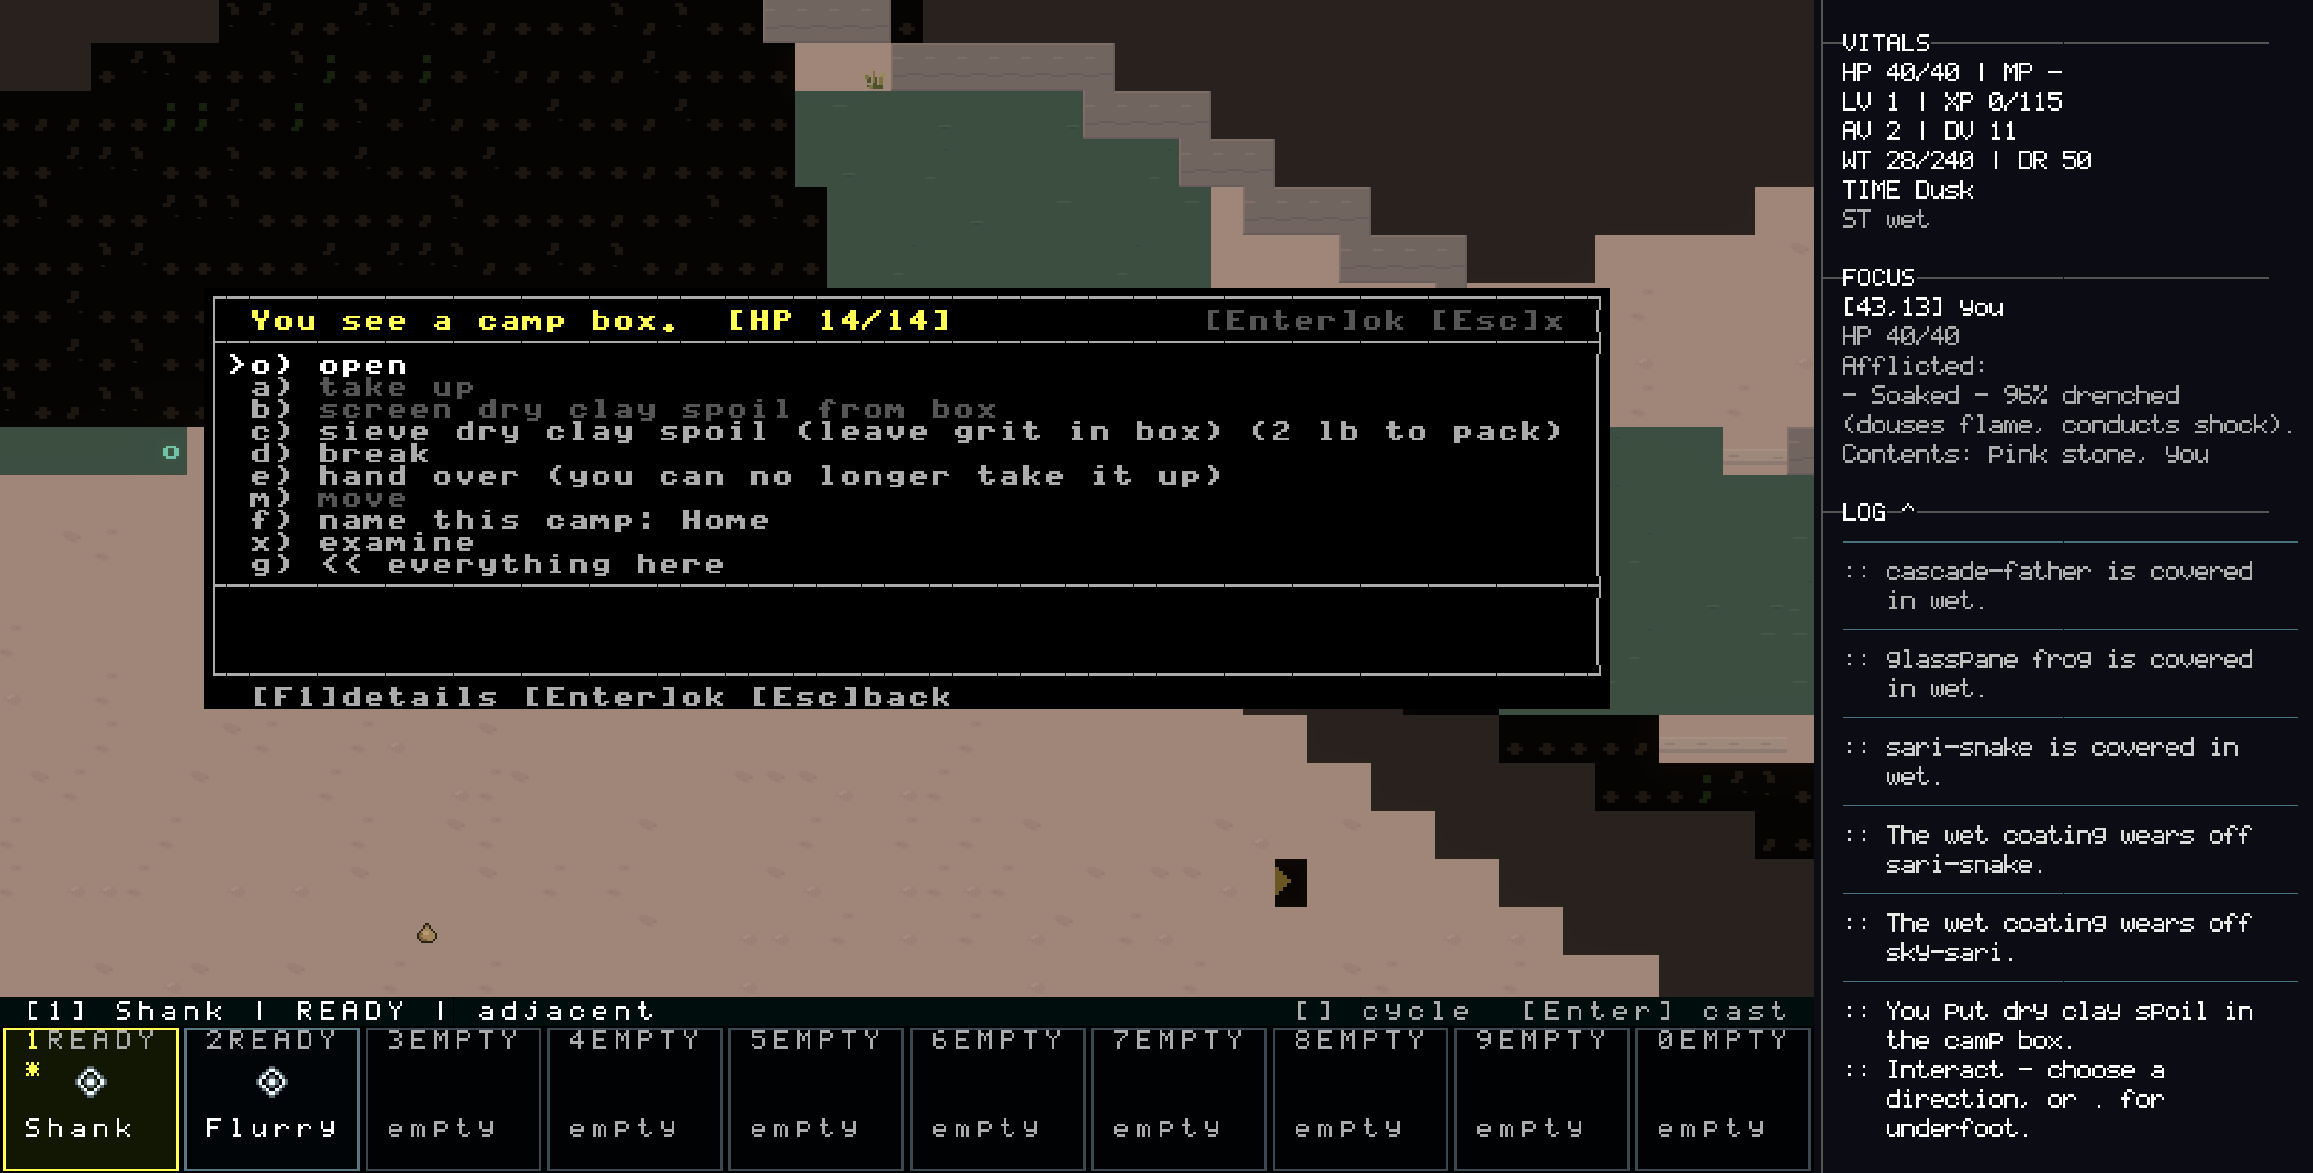 You see a camp box. [HP 14/14] [Enter]ok [Esc]x
>o) open
a) take up
b) screen dry clay spoil from box
c) sieve dry clay spoil (leave grit in box) (2 lb to pack)
d) break
e) hand over (you can no longer take it up)
m) move
f) name this camp: Home
x) examine
g) << everything here
[F1]details [Enter]ok [Esc]back
[1] Shank | READY | adjacent [] cycle [Enter] cast
1READY 2READY 3EMPTY 4EMPTY 5EMPTY 6EMPTY 7EMPTY 8EMPTY 9EMPTY 0EMPTY
*
Shank Flurry empty empty empty empty empty empty empty empty
VITALS
HP 40/40 | MP -
LV 1 | XP 0/115
AV 2 | DV 11
WT 28/240 | DR 50
TIME Dusk
ST wet
FOCUS
[43,13] You
HP 40/40
Afflicted:
- Soaked - 96% drenched
(douses flame, conducts shock).
Contents: Pink stone, You
LOG ^
:: cascade-father is covered
in wet.
:: glasspane frog is covered
in wet.
:: sari-snake is covered in
wet.
:: The wet coating wears off
sari-snake.
:: The wet coating wears off
sky-sari.
:: You put dry clay spoil in
the camp box.
:: Interact - choose a
direction, or . for
underfoot.